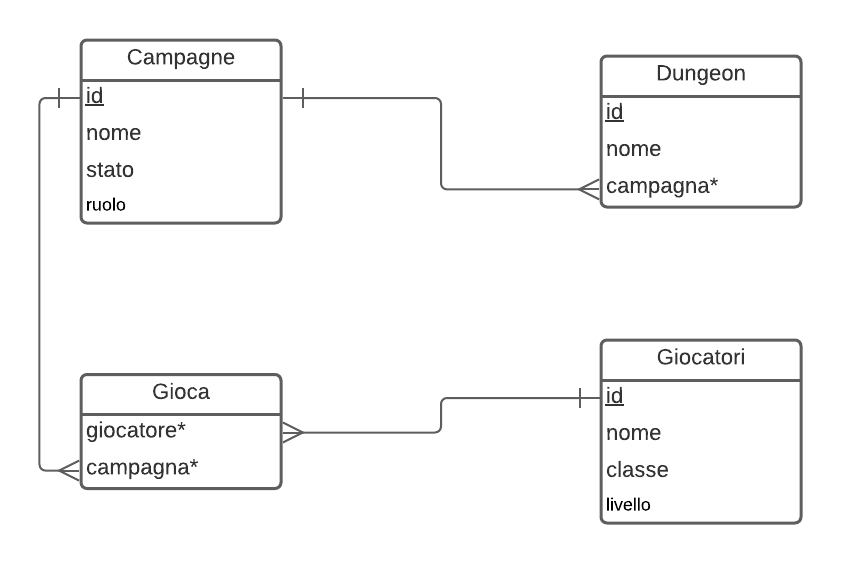 Campagne
id
nome
stato
ruolo
Dungeon
id
nome
campagna*
Gioca
giocatore*
campagna*
Giocatori
id
nome
classe
livello